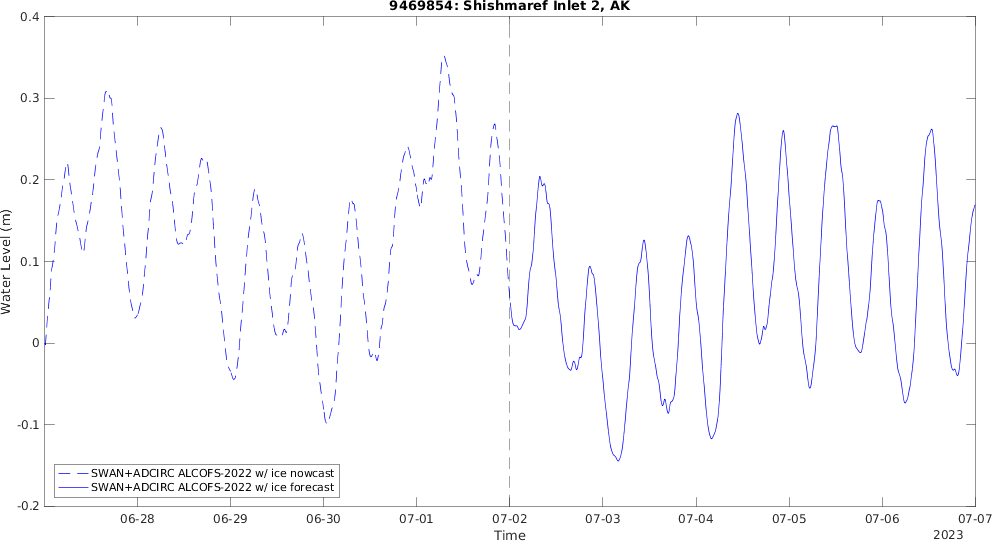 9469854: Shishmaref Inlet 2, AK
0.4
0.3
0.2
0.1
0
-0.1
-0.2
Water Level (m)
SWAN+ADCIRC ALCOFS-2022 w/ ice nowcast
SWAN+ADCIRC ALCOFS-2022 w/ ice forecast
06-28 06-29 06-30 07-01 07-02 07-03 07-04 07-05 07-06 07-07
Time
2023